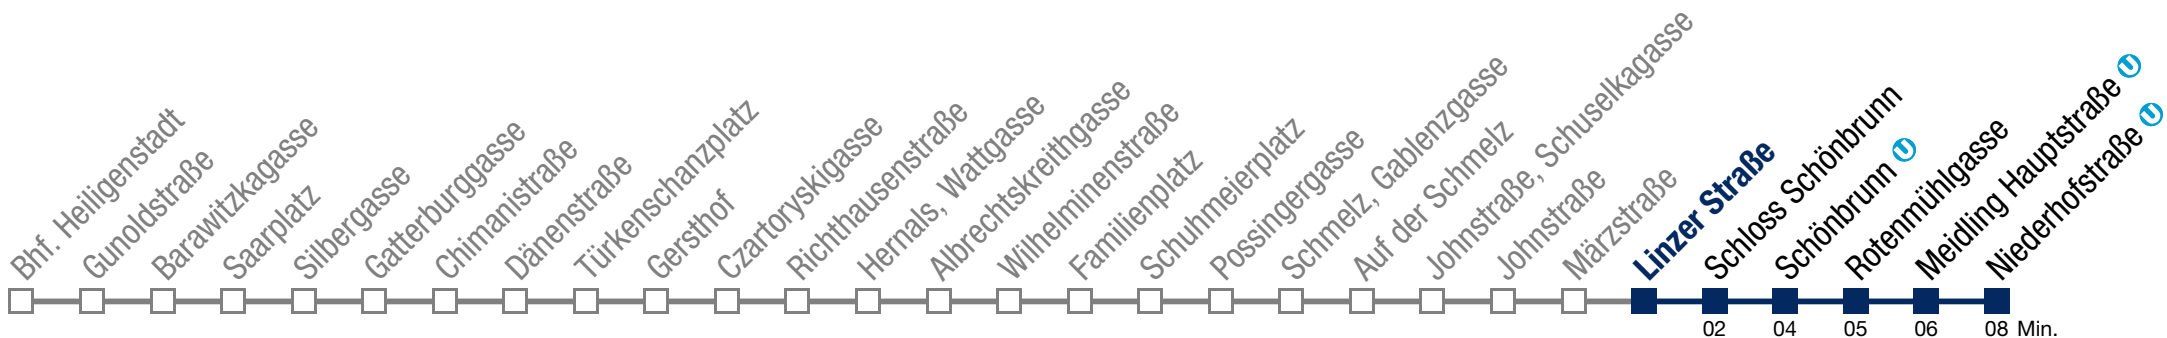 Bhf. Heiligenstadt
Gunoldstraße
Barawitzkagasse
Saarplatz
Silbergasse
Gatterburggasse
Chimanistraße
Dänenstraße
Türkenschanzplatz
Gersthof
Czartoryskigasse
Richthausenstraße
Hernals, Wattgasse
Albrechtskreithgasse
Wilhelminenstraße
Familienplatz
Schuhmeierplatz
Possingergasse
Schmelz, Gablenzgasse
Auf der Schmelz
Johnstraße, Schuselkagasse
Johnstraße
Märzstraße
Linzer Straße
Schloss Schönbrunn
Schönbrunn U
Rotenmühlgasse
Meidling Hauptstraße U
Niederhofstraße U
02 04 05 06 08 Min.